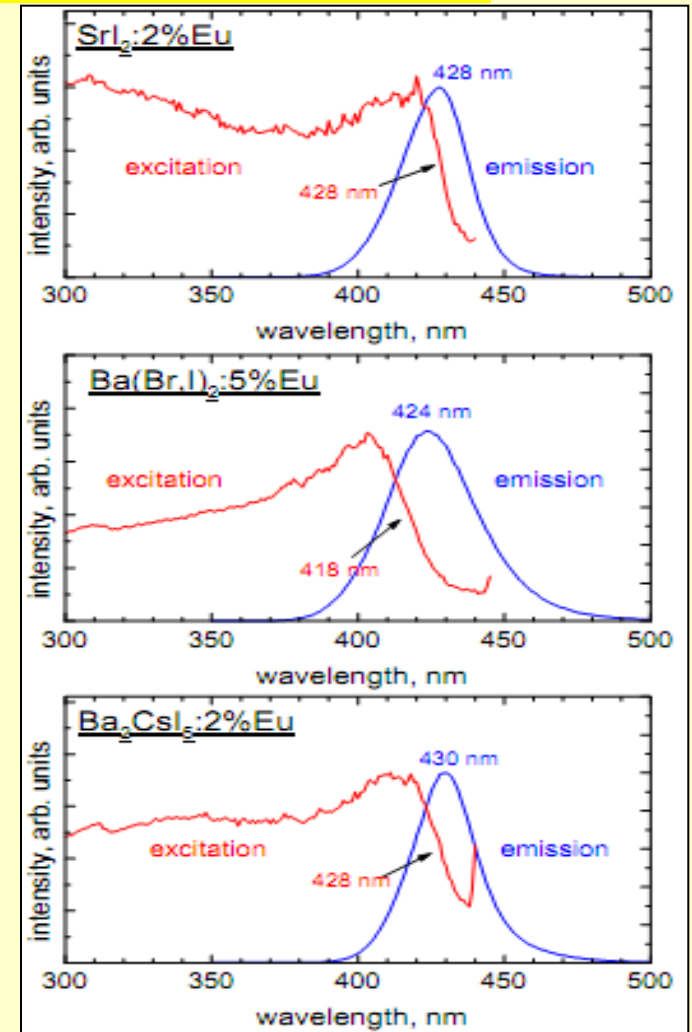 SrI₂:2%Eu
428 nm
excitation
428 nm
emission
intensity, arb. units
300 350 400 450 500
wavelength, nm
Ba(Br,I)₂:5%Eu
424 nm
excitation
emission
418 nm
intensity, arb. units
300 350 400 450 500
wavelength, nm
Ba₂CsI₅:2%Eu
430 nm
excitation
emission
428 nm
intensity, arb. units
300 350 400 450 500
wavelength, nm